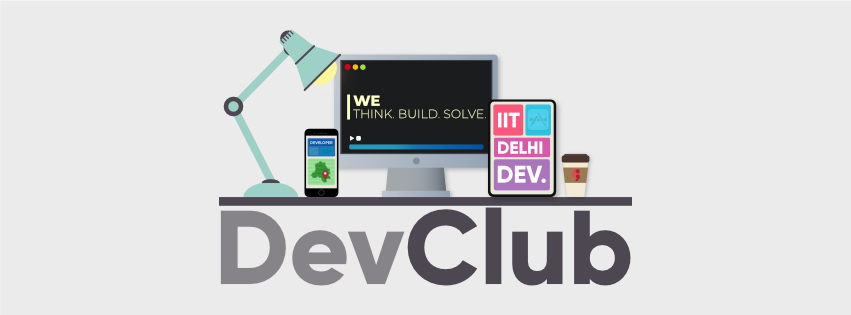 WE
THINK. BUILD. SOLVE.
DEVELOPER
IIT
DELHI
DEV.
;
DevClub